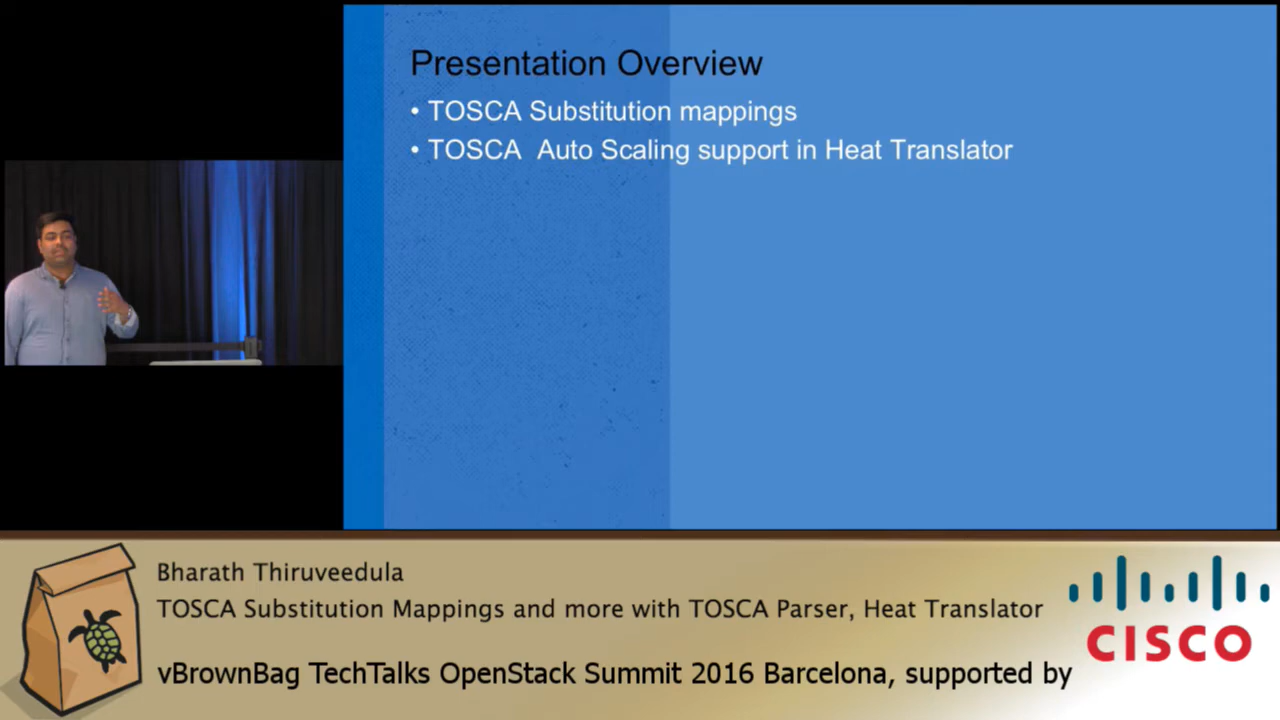 Presentation Overview
• TOSCA Substitution mappings
• TOSCA  Auto Scaling support in Heat Translator
Bharath Thiruveedula
TOSCA Substitution Mappings and more with TOSCA Parser, Heat Translator
vBrownBag TechTalks OpenStack Summit 2016 Barcelona, supported by
CISCO